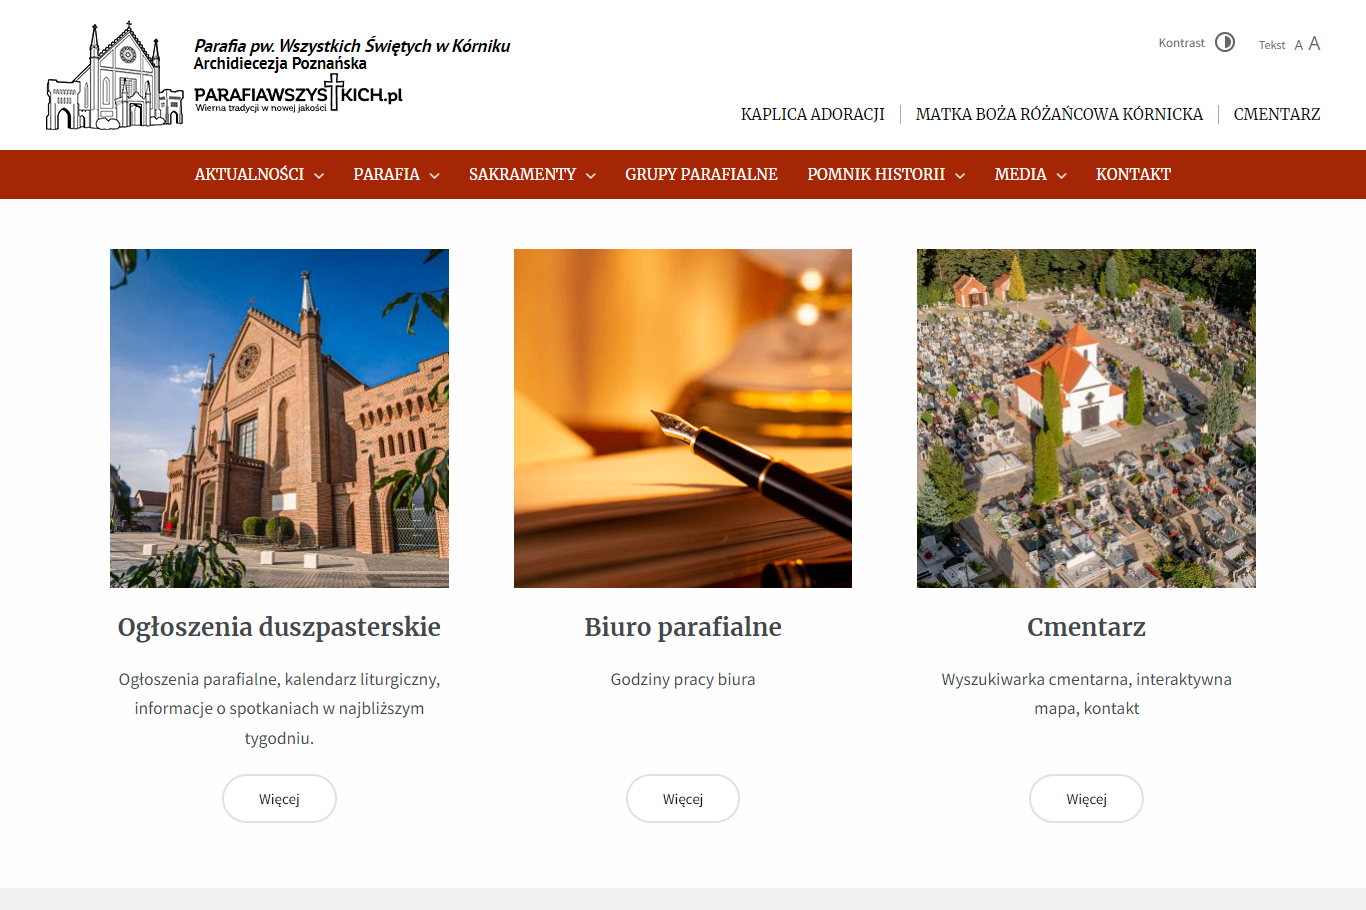 Parafia pw. Wszystkich Świętych w Kórniku
Archidiecezja Poznańska
PARAFIAWSZYSTKICH.pl
Wierna tradycji w nowej jakości
Kontrast
Tekst A A
KAPLICA ADORACJI
MATKA BOŻA RÓŻAŃCOWA KÓRNICKA
CMENTARZ
AKTUALNOŚCI
PARAFIA
SAKRAMENTY
GRUPY PARAFIALNE
POMNIK HISTORII
MEDIA
KONTAKT
Ogłoszenia duszpasterskie
Ogłoszenia parafialne, kalendarz liturgiczny,
informacje o spotkaniach w najbliższym
tygodniu.
Więcej
Biuro parafialne
Godziny pracy biura
Więcej
Cmentarz
Wyszukiwarka cmentarna, interaktywna
mapa, kontakt
Więcej